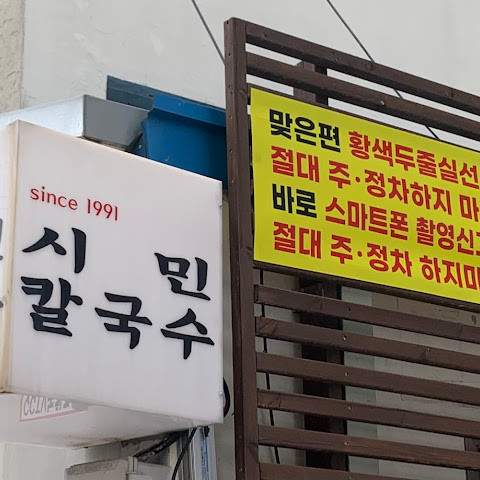 since 1991
시 민
칼국수
맞은편 황색두줄실선
절대 주·정차하지 마
바로 스마트폰 촬영신고
절대 주·정차 하지마